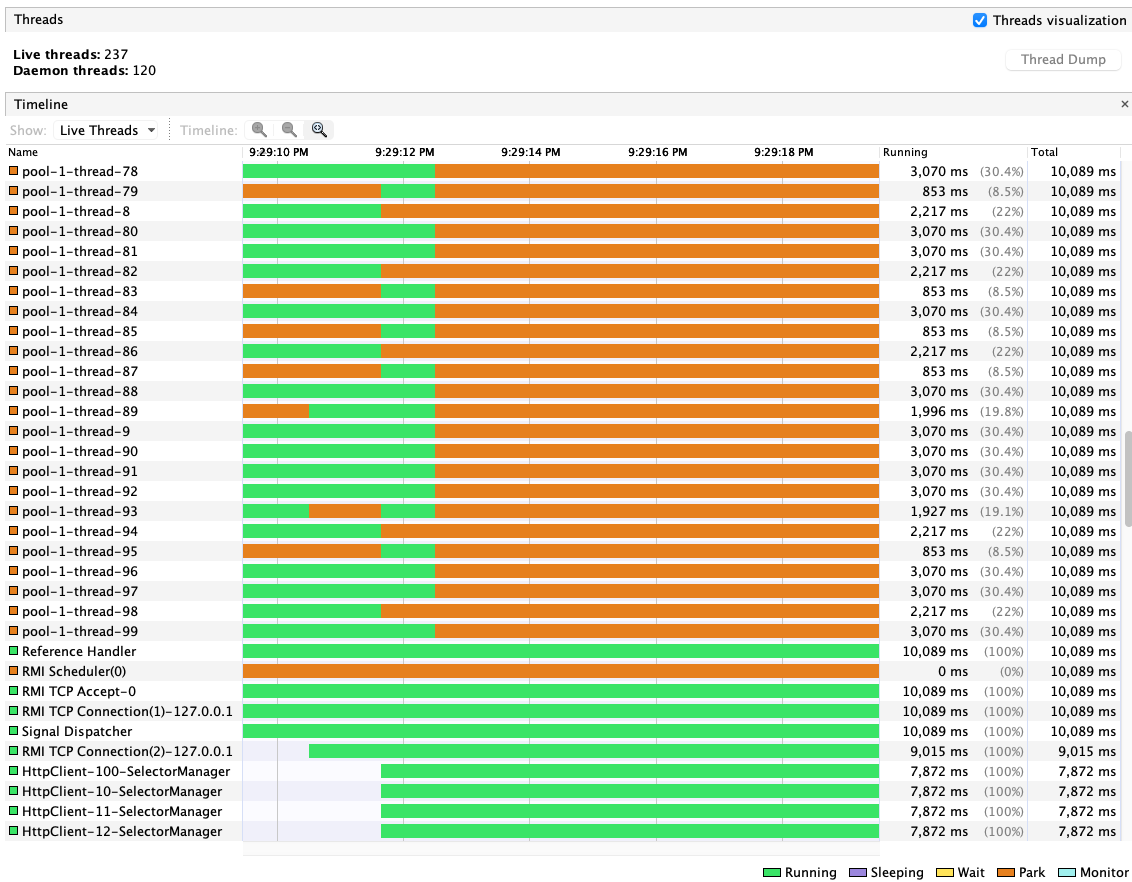 Threads
Threads visualization
Live threads: 237
Daemon threads: 120
Thread Dump
Timeline
×
Show: Live Threads Timeline:
Name 9:29:10 PM 9:29:12 PM 9:29:14 PM 9:29:16 PM 9:29:18 PM Running Total
pool-1-thread-78 3,070 ms (30.4%) 10,089 ms
pool-1-thread-79 853 ms (8.5%) 10,089 ms
pool-1-thread-8 2,217 ms (22%) 10,089 ms
pool-1-thread-80 3,070 ms (30.4%) 10,089 ms
pool-1-thread-81 3,070 ms (30.4%) 10,089 ms
pool-1-thread-82 2,217 ms (22%) 10,089 ms
pool-1-thread-83 853 ms (8.5%) 10,089 ms
pool-1-thread-84 3,070 ms (30.4%) 10,089 ms
pool-1-thread-85 853 ms (8.5%) 10,089 ms
pool-1-thread-86 2,217 ms (22%) 10,089 ms
pool-1-thread-87 853 ms (8.5%) 10,089 ms
pool-1-thread-88 3,070 ms (30.4%) 10,089 ms
pool-1-thread-89 1,996 ms (19.8%) 10,089 ms
pool-1-thread-9 3,070 ms (30.4%) 10,089 ms
pool-1-thread-90 3,070 ms (30.4%) 10,089 ms
pool-1-thread-91 3,070 ms (30.4%) 10,089 ms
pool-1-thread-92 3,070 ms (30.4%) 10,089 ms
pool-1-thread-93 1,927 ms (19.1%) 10,089 ms
pool-1-thread-94 2,217 ms (22%) 10,089 ms
pool-1-thread-95 853 ms (8.5%) 10,089 ms
pool-1-thread-96 3,070 ms (30.4%) 10,089 ms
pool-1-thread-97 3,070 ms (30.4%) 10,089 ms
pool-1-thread-98 2,217 ms (22%) 10,089 ms
pool-1-thread-99 3,070 ms (30.4%) 10,089 ms
Reference Handler 10,089 ms (100%) 10,089 ms
RMI Scheduler(0) 0 ms (0%) 10,089 ms
RMI TCP Accept-0 10,089 ms (100%) 10,089 ms
RMI TCP Connection(1)-127.0.0.1 10,089 ms (100%) 10,089 ms
Signal Dispatcher 10,089 ms (100%) 10,089 ms
RMI TCP Connection(2)-127.0.0.1 9,015 ms (100%) 9,015 ms
HttpClient-100-SelectorManager 7,872 ms (100%) 7,872 ms
HttpClient-10-SelectorManager 7,872 ms (100%) 7,872 ms
HttpClient-11-SelectorManager 7,872 ms (100%) 7,872 ms
HttpClient-12-SelectorManager 7,872 ms (100%) 7,872 ms
Running Sleeping Wait Park Monitor